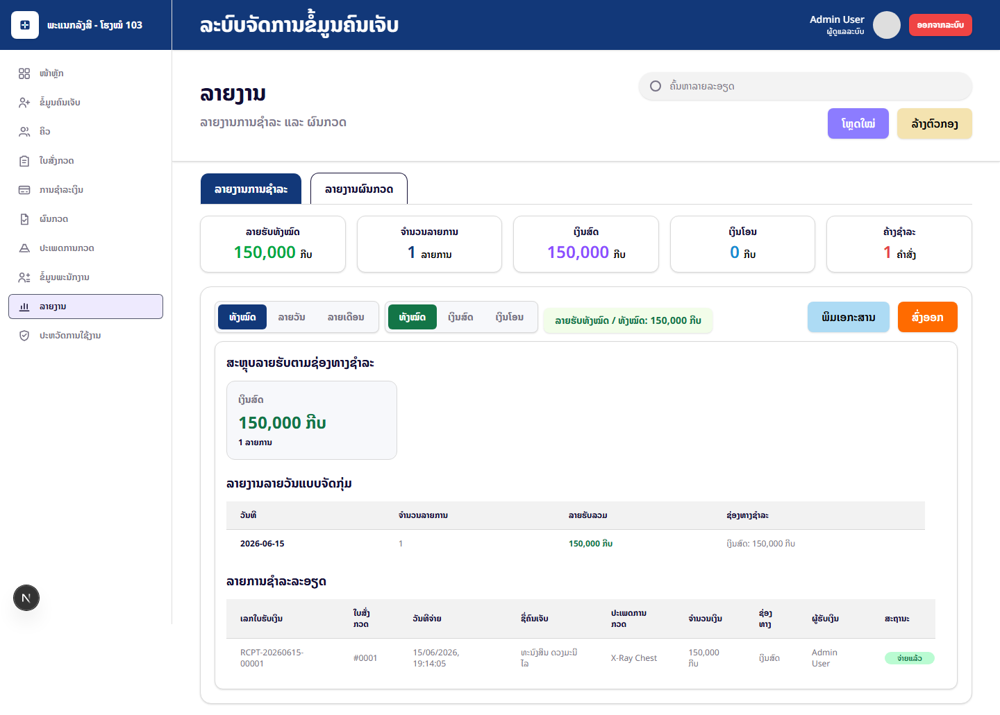 ພະແນກລັງສີ - ໂຮງໝໍ 103
ລະບົບຈັດການຂໍ້ມູນຄົນເຈັບ
Admin User
ຜູ້ດູແລລະບົບ
ອອກຈາກລະບົບ
ໜ້າຫຼັກ
ຂໍ້ມູນຄົນເຈັບ
ຄິວ
ໃບສັ່ງກວດ
ການຊຳລະເງິນ
ຜົນກວດ
ປະເພດການກວດ
ຂໍ້ມູນພະນັກງານ
ລາຍງານ
ປະຫວັດການໃຊ້ງານ
N
ລາຍງານ
ລາຍງານການຊຳລະ ແລະ ຜົນກວດ
ຄົ້ນຫາລາຍລະອຽດ
ໂຫຼດໃໝ່
ລ້າງຕົວກອງ
ລາຍງານການຊຳລະ
ລາຍງານຜົນກວດ
ລາຍຮັບທັງໝົດ
150,000 ກີບ
ຈຳນວນລາຍການ
1 ລາຍການ
ເງິນສົດ
150,000 ກີບ
ເງິນໂອນ
0 ກີບ
ຄ້າງຊຳລະ
1 ຄຳສັ່ງ
ທັງໝົດ ລາຍວັນ ລາຍເດືອນ
ທັງໝົດ ເງິນສົດ ເງິນໂອນ
ລາຍຮັບທັງໝົດ / ທັງໝົດ: 150,000 ກີບ
ພິມເອກະສານ
ສົ່ງອອກ
ສະຫຼຸບລາຍຮັບຕາມຊ່ອງທາງຊຳລະ
ເງິນສົດ
150,000 ກີບ
1 ລາຍການ
ລາຍງານລາຍວັນແບບຈັດກຸ່ມ
ວັນທີ ຈຳນວນລາຍການ ລາຍຮັບລວມ ຊ່ອງທາງຊຳລະ
2026-06-15 1 150,000 ກີບ ເງິນສົດ: 150,000 ກີບ
ລາຍການຊຳລະລະອຽດ
ເລກໃບຮັບເງິນ
ໃບສັ່ງ
ກວດ
ວັນທີຈ່າຍ
ຊື່ຄົນເຈັບ
ປະເພດການ
ກວດ
ຈຳນວນເງິນ
ຊ່ອງ
ທາງ
ຜູ້ຮັບເງິນ
ສະຖານະ
RCPT-20260615-
00001
#0001
15/06/2026,
19:14:05
ທະນົງສິນ ດວງມະນີ
ໄລ
X-Ray Chest
150,000
ກີບ
ເງິນສົດ
Admin
User
ຈ່າຍແລ້ວ